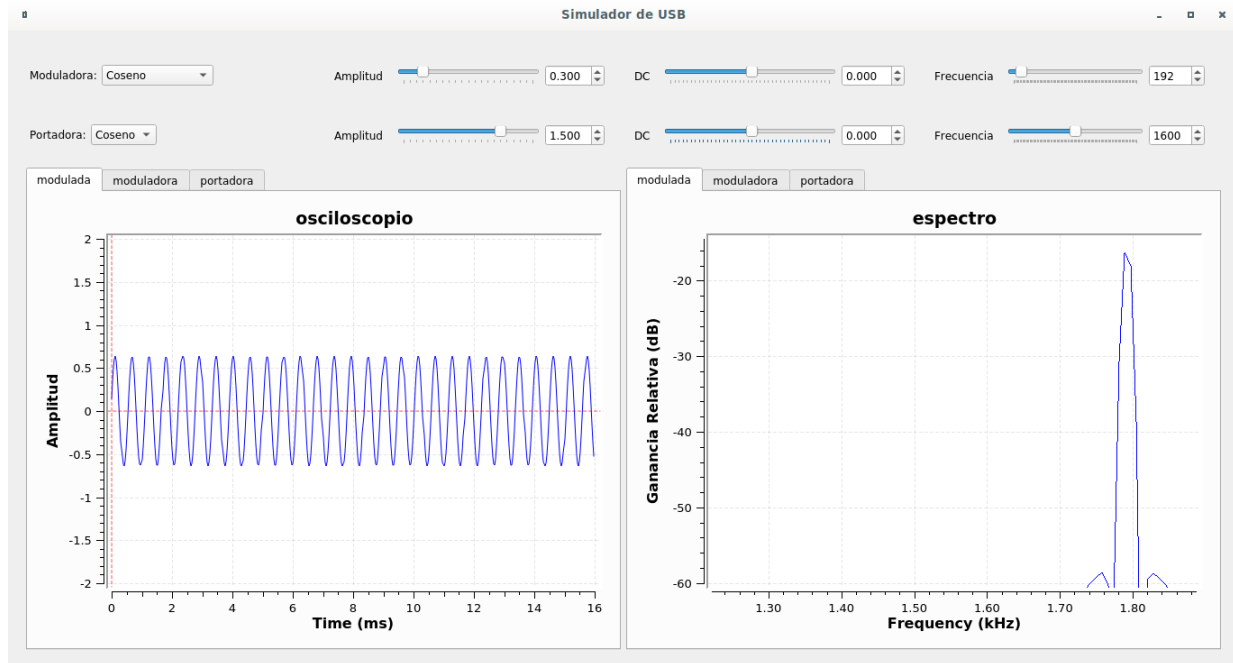 Simulador de USB
Moduladora: Coseno Amplitud 0.300 DC 0.000 Frecuencia 192
Portadora: Coseno Amplitud 1.500 DC 0.000 Frecuencia 1600
modulada moduladora portadora
osciloscopio
2
1.5
1
0.5
0
-0.5
-1
-1.5
-2
Amplitud
0 2 4 6 8 10 12 14 16
Time (ms)
modulada moduladora portadora
espectro
-20
-30
-40
-50
-60
Ganancia Relativa (dB)
1.30 1.40 1.50 1.60 1.70 1.80
Frequency (kHz)